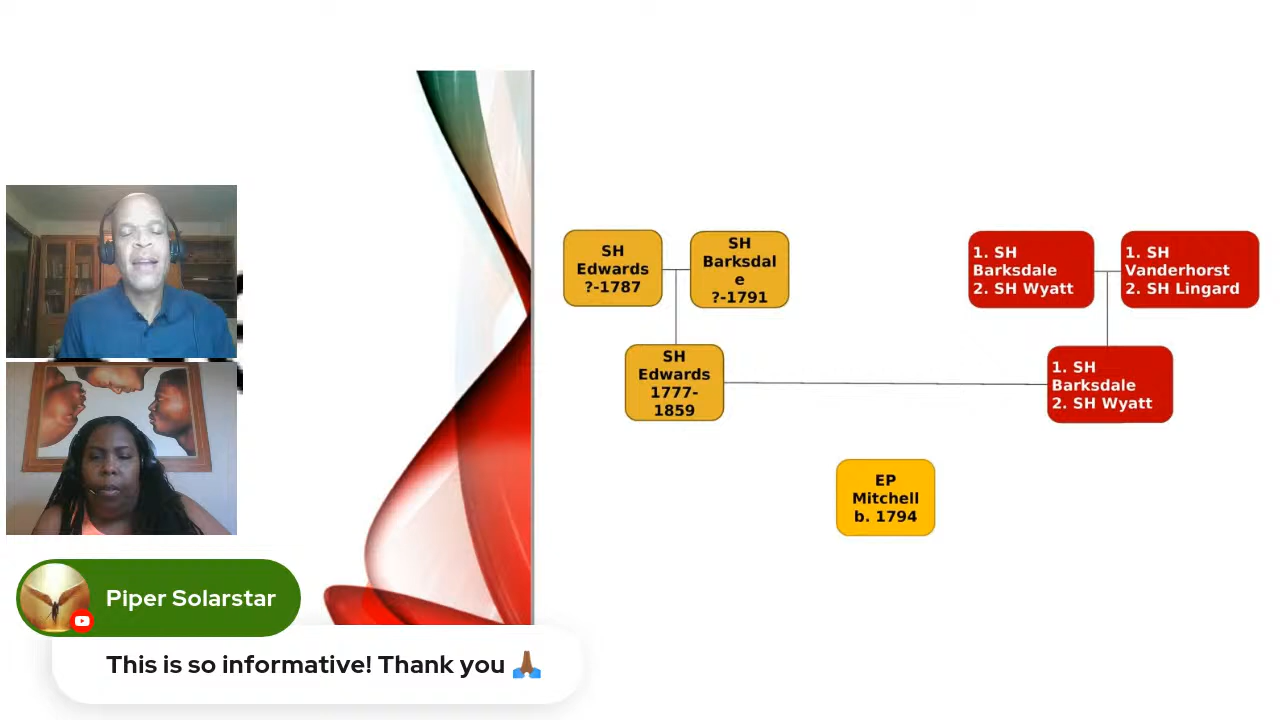 SH
Edwards
?-1787
SH
Barksdal
e
?-1791
1. SH
Barksdale
2. SH Wyatt
1. SH
Vanderhorst
2. SH Lingard
SH
Edwards
1777-
1859
1. SH
Barksdale
2. SH Wyatt
EP
Mitchell
b. 1794
Piper Solarstar
This is so informative! Thank you 🙏🏾